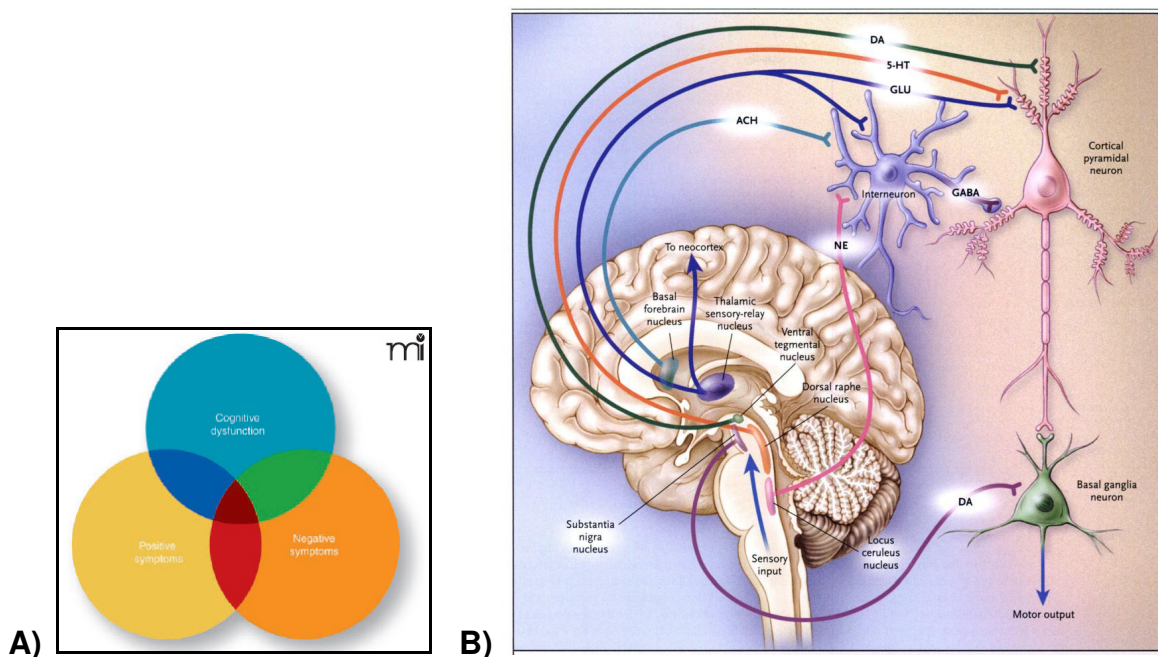 A)
mi
Cognitive
dysfunction
Positive
symptoms
Negative
symptoms
B)
DA
5-HT
GLU
ACH
Interneuron
GABA
Cortical
pyramidal
neuron
NE
To neocortex
Basal
forebrain
nucleus
Thalamic
sensory-relay
nucleus
Ventral
tegmental
nucleus
Dorsal raphe
nucleus
Substantia
nigra
nucleus
Sensory
input
Locus
ceruleus
nucleus
DA
Basal ganglia
neuron
Motor output